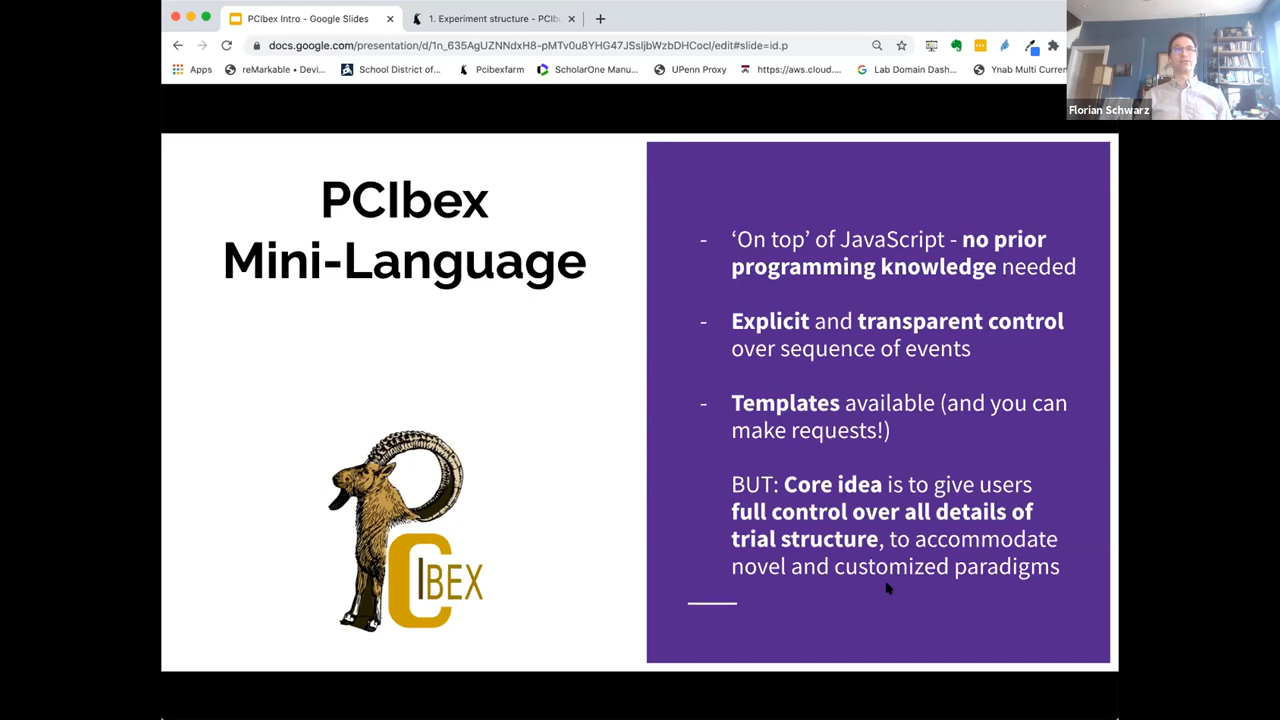 PCIbex Intro - Google Slides
1. Experiment structure - PCIb
docs.google.com/presentation/d/1n_635AgUZNNdxH8-pMTv0u8YHG47JSsljbWzbDHCocI/edit#slide=id.p
Apps
reMarkable • Devi...
School District of...
Pcibexfarm
ScholarOne Manu...
UPenn Proxy
https://aws.cloud....
Lab Domain Dash...
Ynab Multi Curren
Florian Schwarz
PCIbex
Mini-Language
- ‘On top’ of JavaScript - no prior
programming knowledge needed
- Explicit and transparent control
over sequence of events
- Templates available (and you can
make requests!)
BUT: Core idea is to give users
full control over all details of
trial structure, to accommodate
novel and customized paradigms
PC IBEX